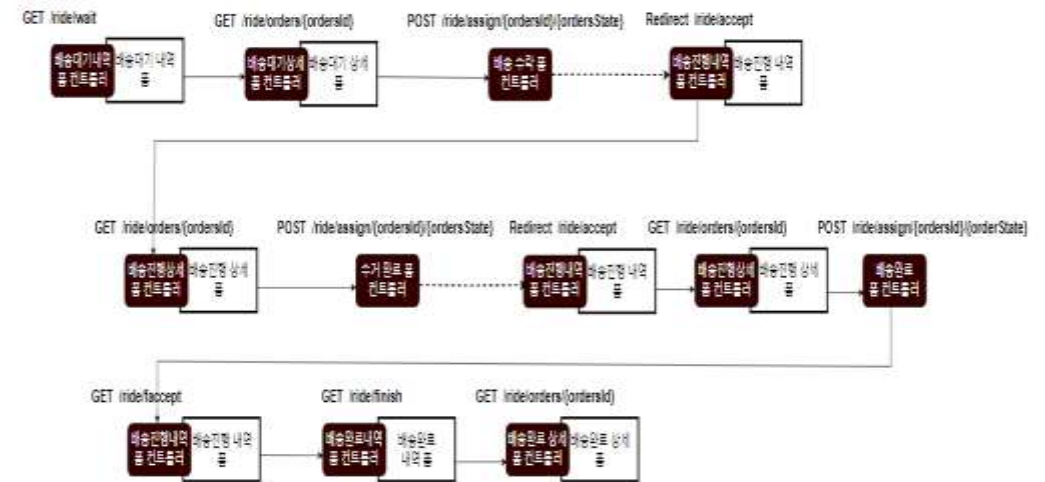 GET /ride/wait
GET /ride/orders/{ordersId}
POST /ride/assign/{ordersId}/{ordersState}
Redirect /ride/accept
배송대기내역
폼 컨트롤러
배송대기 내역
폼
배송대기상세
폼 컨트롤러
배송대기 상세
폼
배송 수락 폼
컨트롤러
배송진행내역
폼 컨트롤러
배송진행 내역
폼
GET /ride/orders/{ordersId}
POST /ride/assign/{ordersId}/{ordersState}
Redirect /ride/accept
GET /ride/orders/{ordersId}
POST /ride/assign/{ordersId}/{orderState}
배송진행상세
폼 컨트롤러
배송진행 상세
폼
수거 완료 폼
컨트롤러
배송진행내역
폼 컨트롤러
배송진행 내역
폼
배송진행상세
폼 컨트롤러
배송진행 상세
폼
배송완료
폼 컨트롤러
GET /ride/faccept
GET /ride/finish
GET /ride/orders/{ordersId}
배송진행내역
폼 컨트롤러
배송진행 내역
폼
배송완료내역
폼 컨트롤러
배송완료
내역 폼
배송완료 상세
폼 컨트롤러
배송완료 상세
폼